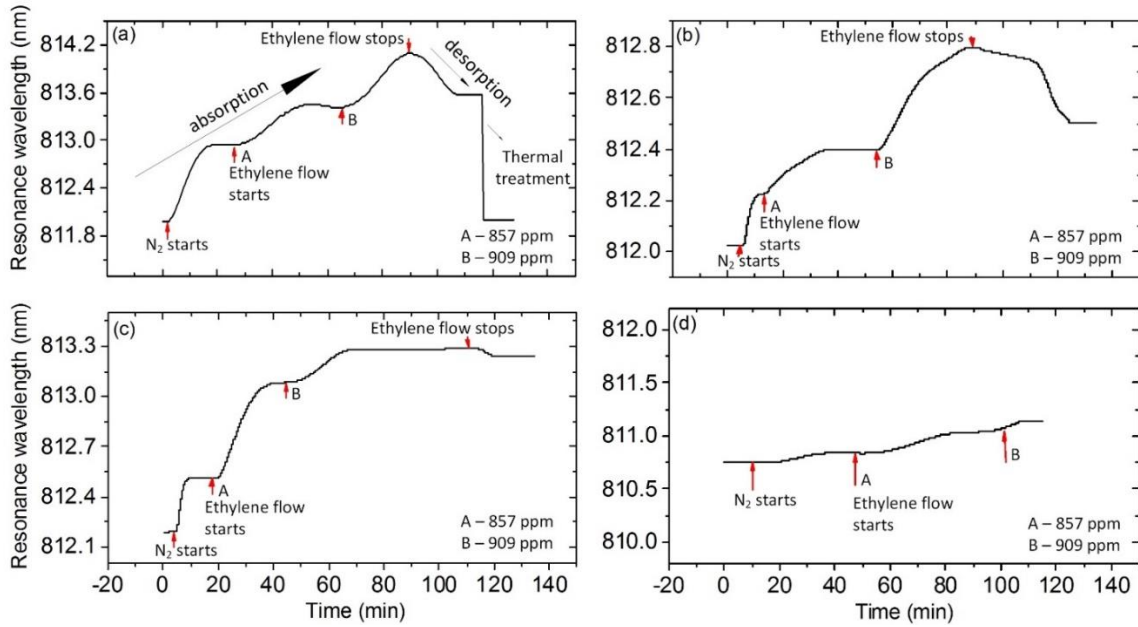 Resonance wavelength (nm)
814.2
813.6
813.0
812.4
811.8
(a)
Ethylene flow stops
absorption
desorption
A
Ethylene flow
starts
B
Thermal
treatment
N₂ starts
A – 857 ppm
B – 909 ppm
812.8
812.6
812.4
812.2
812.0
(b)
Ethylene flow stops
A
Ethylene flow
starts
B
N₂ starts
A – 857 ppm
B – 909 ppm
Resonance wavelength (nm)
813.3
813.0
812.7
812.4
812.1
(c)
Ethylene flow stops
B
A
Ethylene flow
starts
N₂ starts
A – 857 ppm
B – 909 ppm
-20 0 20 40 60 80 100 120 140
Time (min)
812.0
811.5
811.0
810.5
810.0
(d)
N₂ starts
A
Ethylene flow
starts
B
A – 857 ppm
B – 909 ppm
-20 0 20 40 60 80 100 120 140
Time (min)